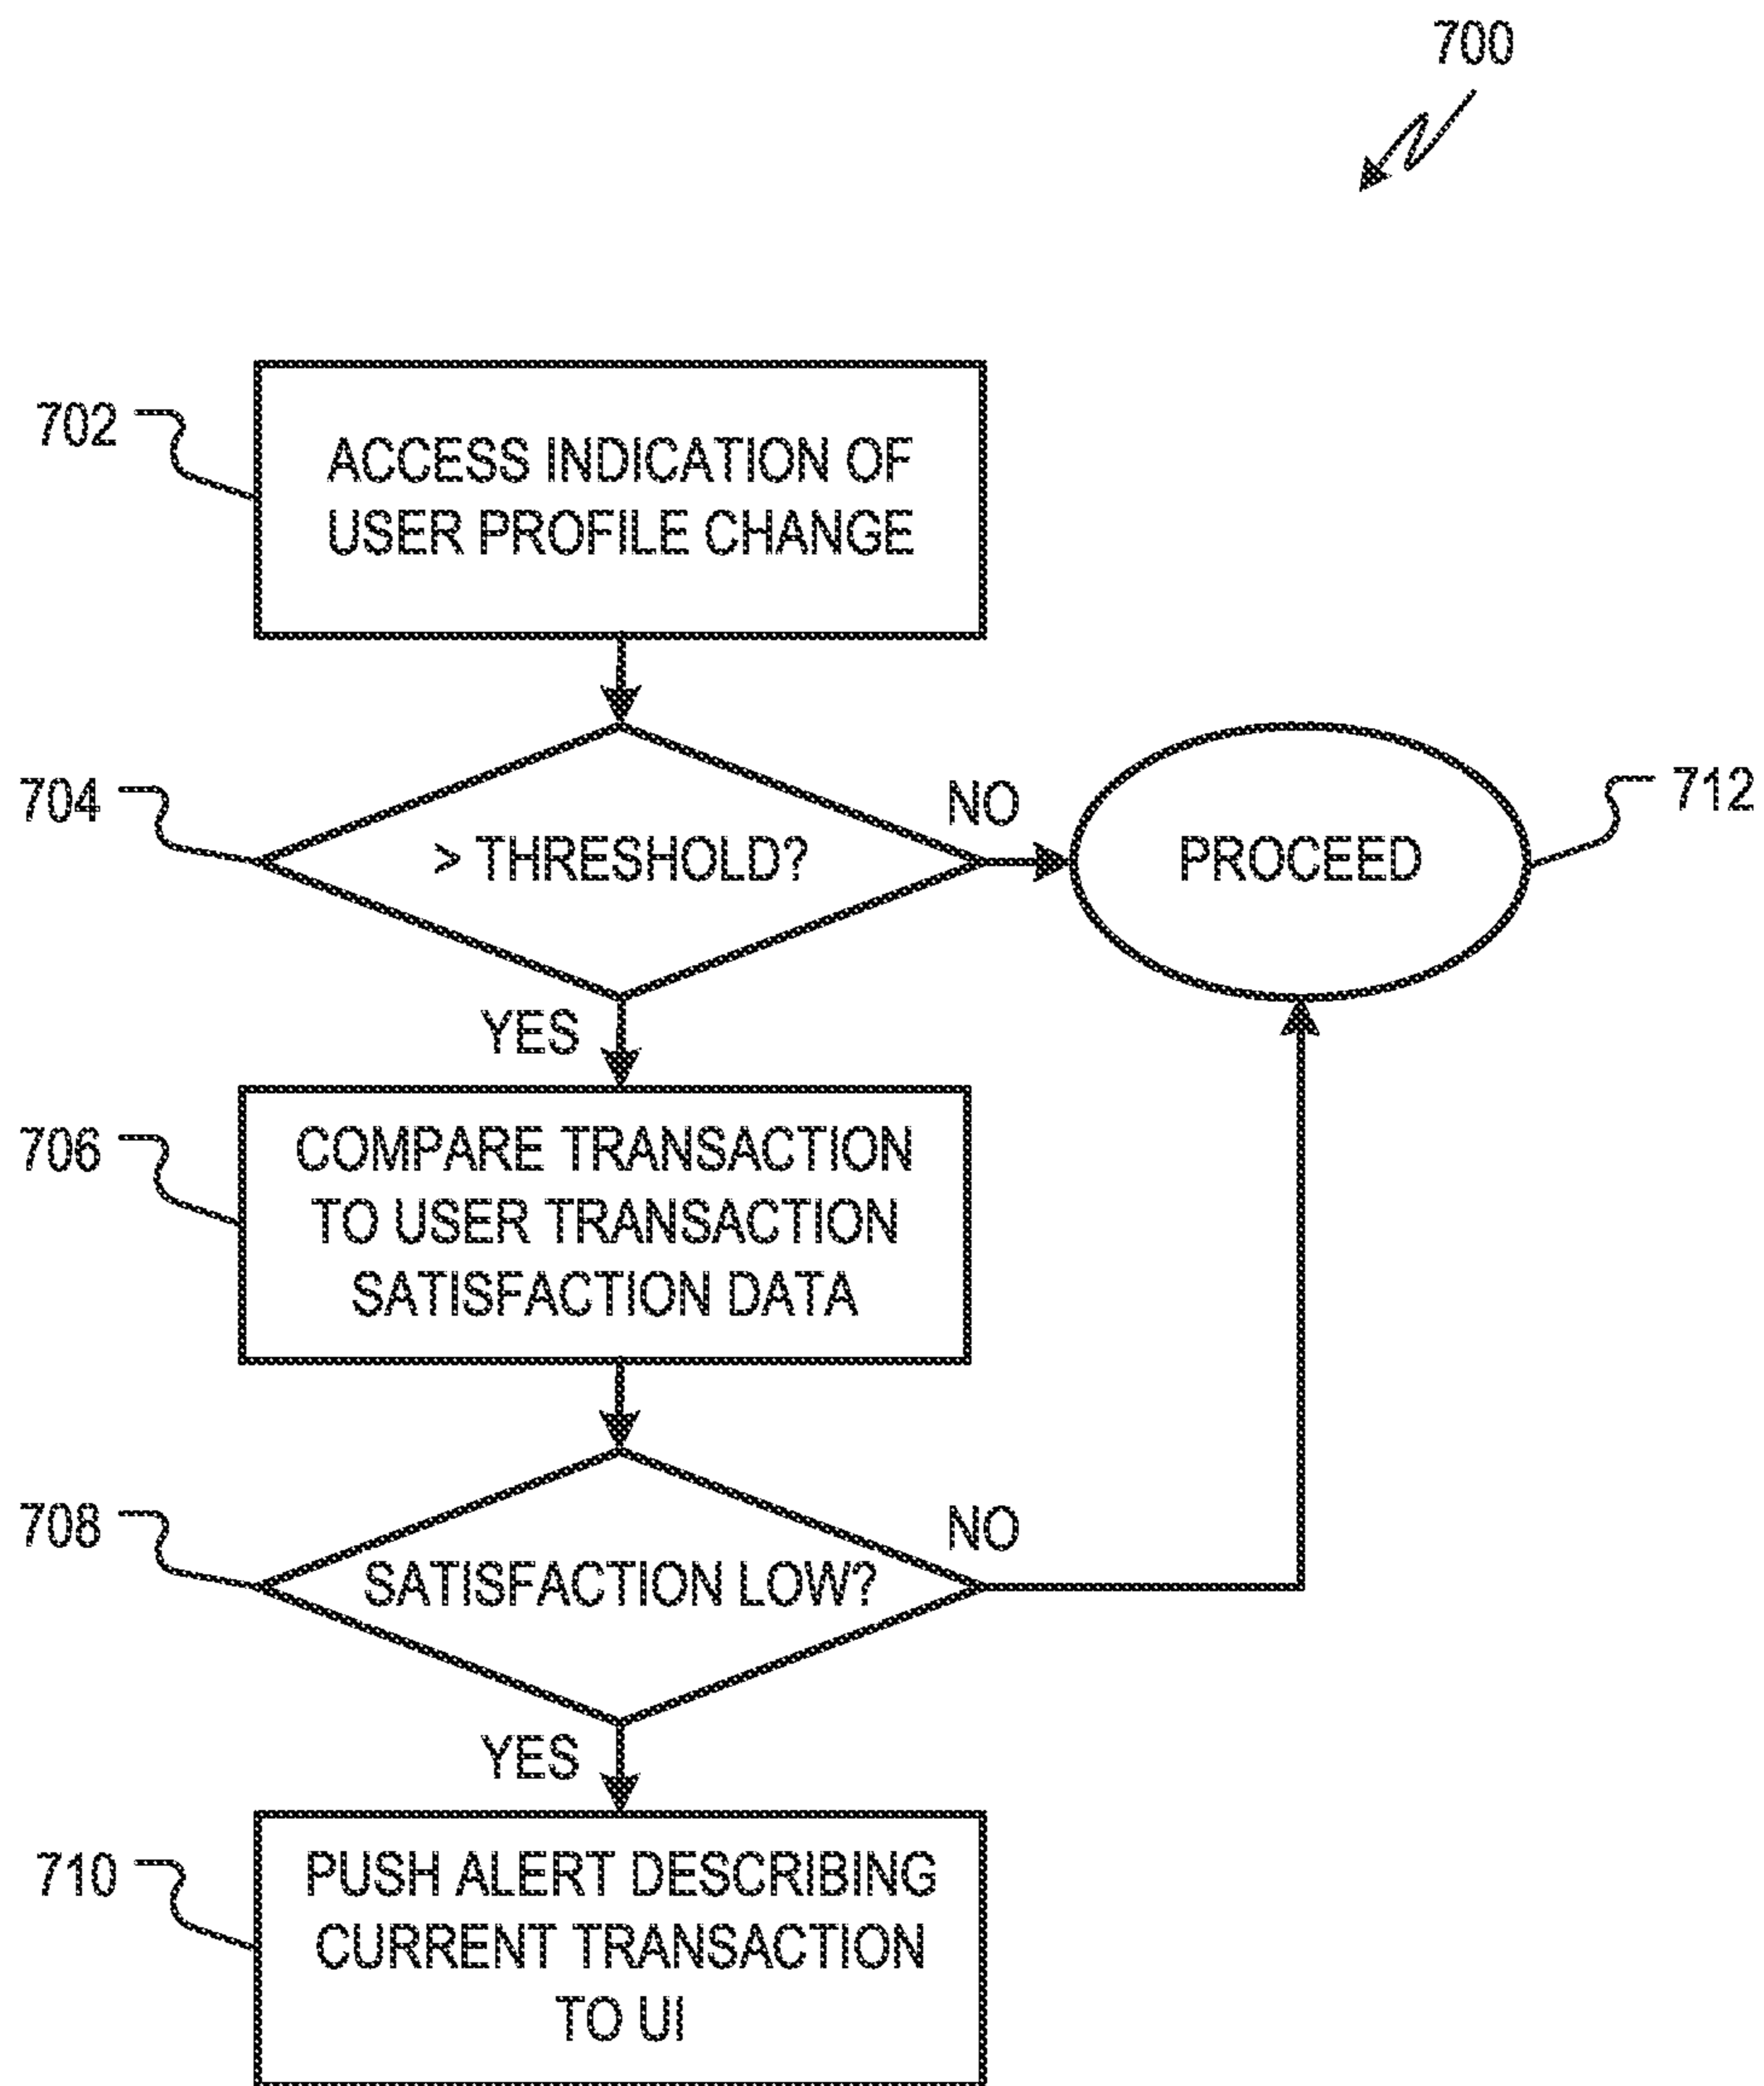 700
702
ACCESS INDICATION OF
USER PROFILE CHANGE
704
> THRESHOLD?
NO
PROCEED
712
YES
706
COMPARE TRANSACTION
TO USER TRANSACTION
SATISFACTION DATA
708
SATISFACTION LOW?
NO
YES
710
PUSH ALERT DESCRIBING
CURRENT TRANSACTION
TO UI